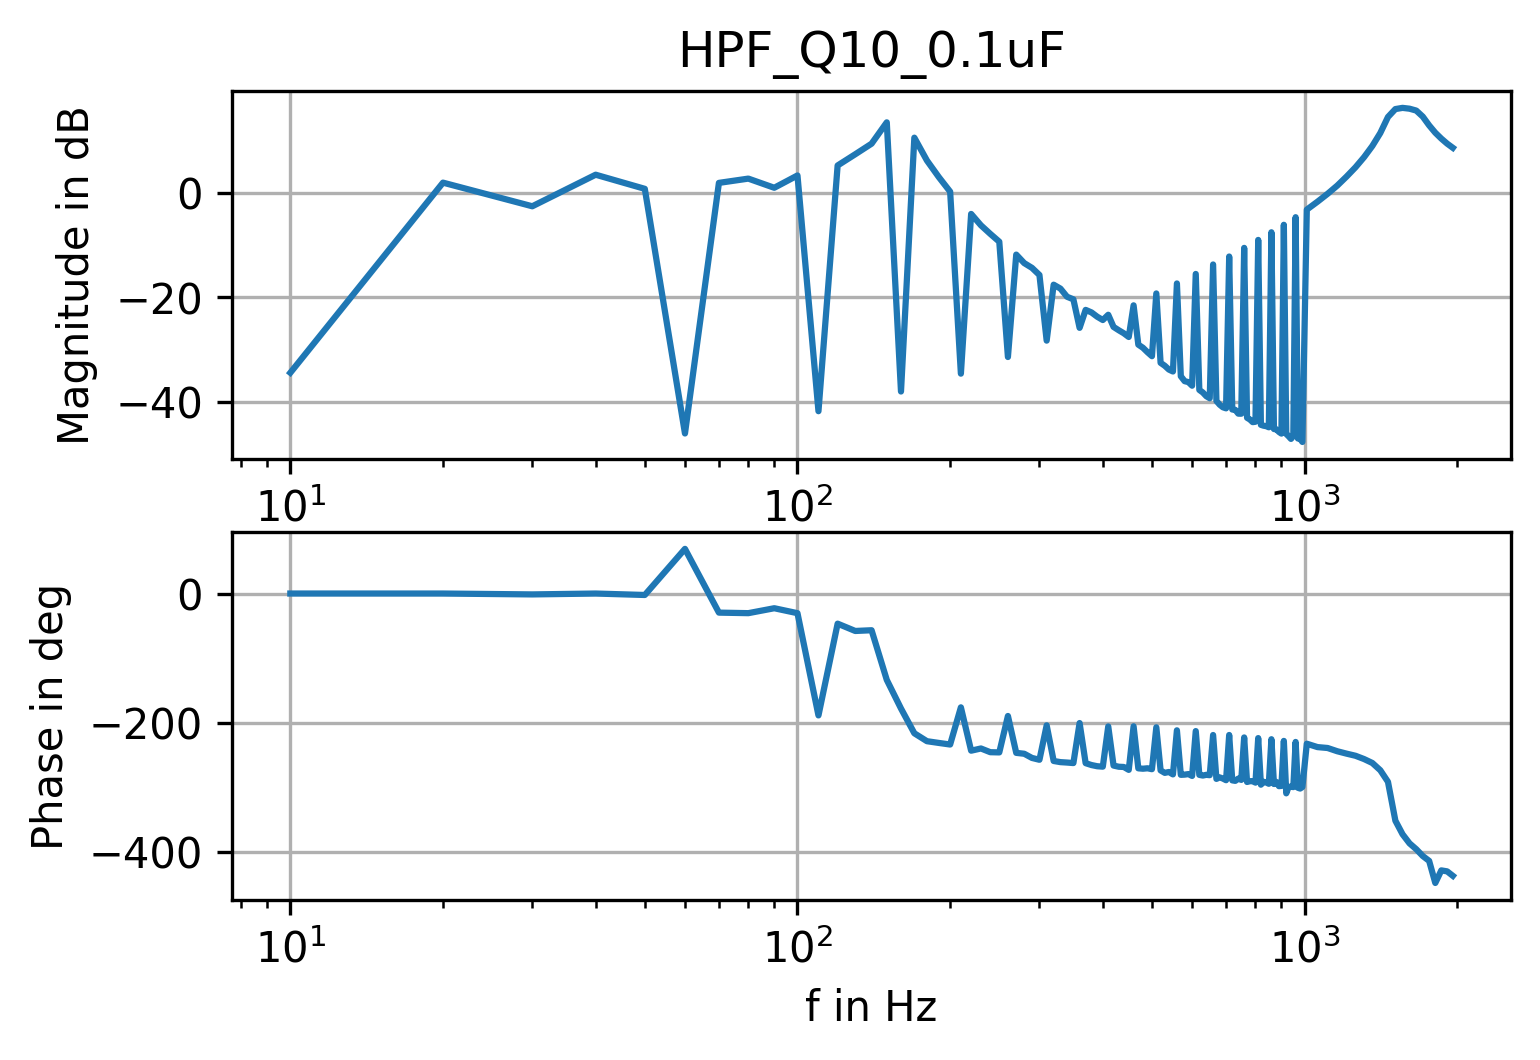 HPF_Q10_0.1uF
Magnitude in dB
0
−20
−40
10¹ 10² 10³
Phase in deg
0
−200
−400
10¹ 10² 10³
f in Hz